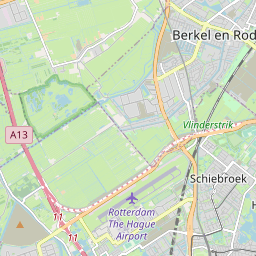 Berkel en Rod
Vlinderstrik
A13
Schiebroek
11
Rotterdam
The Hague
Airport
11